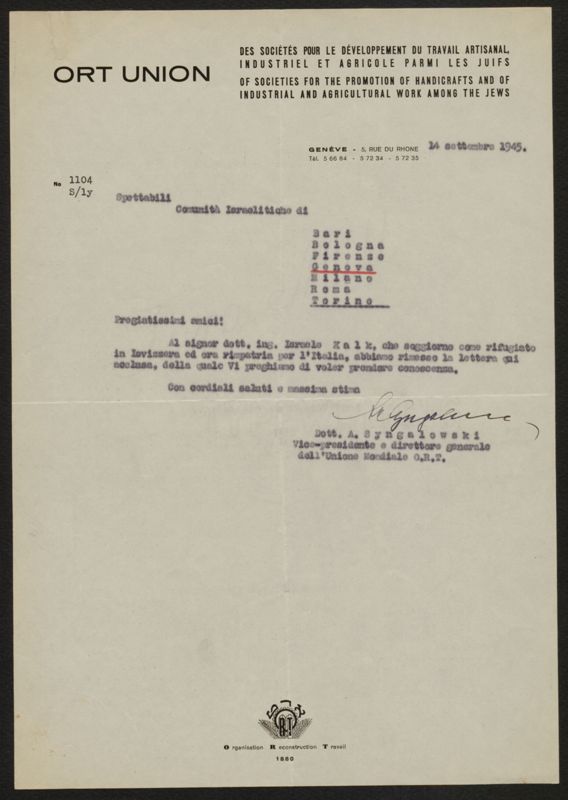 ORT UNION
DES SOCIÉTÉS POUR LE DÉVELOPPEMENT DU TRAVAIL ARTISANAL,
INDUSTRIEL ET AGRICOLE PARMI LES JUIFS
OF SOCIETIES FOR THE PROMOTION OF HANDICRAFTS AND OF
INDUSTRIAL AND AGRICULTURAL WORK AMONG THE JEWS
GENÈVE - 5, RUE DU RHONE
Tél. 5 66 84 - 5 72 34 - 5 72 35
14 settembre 1945.
No 1104
S/ly
Spettabili
Comunità Israelitiche di
Bari
Bologna
Firenze
Genova
Milano
Roma
Torino
Pregiatissimi amici!
Al signor dott. ing. Israele Kalk, che soggiorno come rifugiato
in Isvizzera ed ora rimpatria per l'Italia, abbiamo rimesso la lettera qui
acclusa, della quale Vi preghiamo di voler prendere conoscenza.
Con cordiali saluti e massima stima
Dott. A. Syngalowski
Vice-presidente e direttore generale
dell'Unione Mondiale O.R.T.
ORT
Organisation Reconstruction Travail
1880